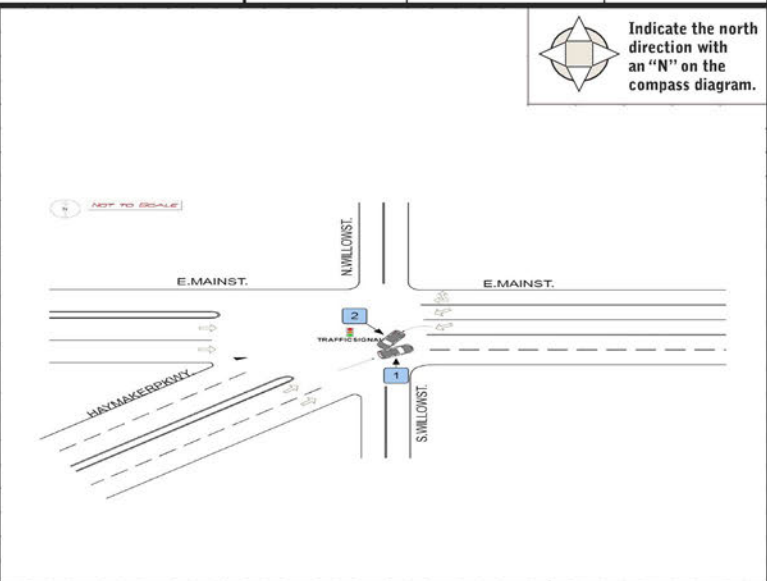 Indicate the north
direction with
an “N” on the
compass diagram.
N
NOT TO SCALE
N.WILLOWST.
E.MAINST.
E.MAINST.
2
TRAFFICSIGNAL
1
HAYMAKERPKWY.
S.WILLOWST.